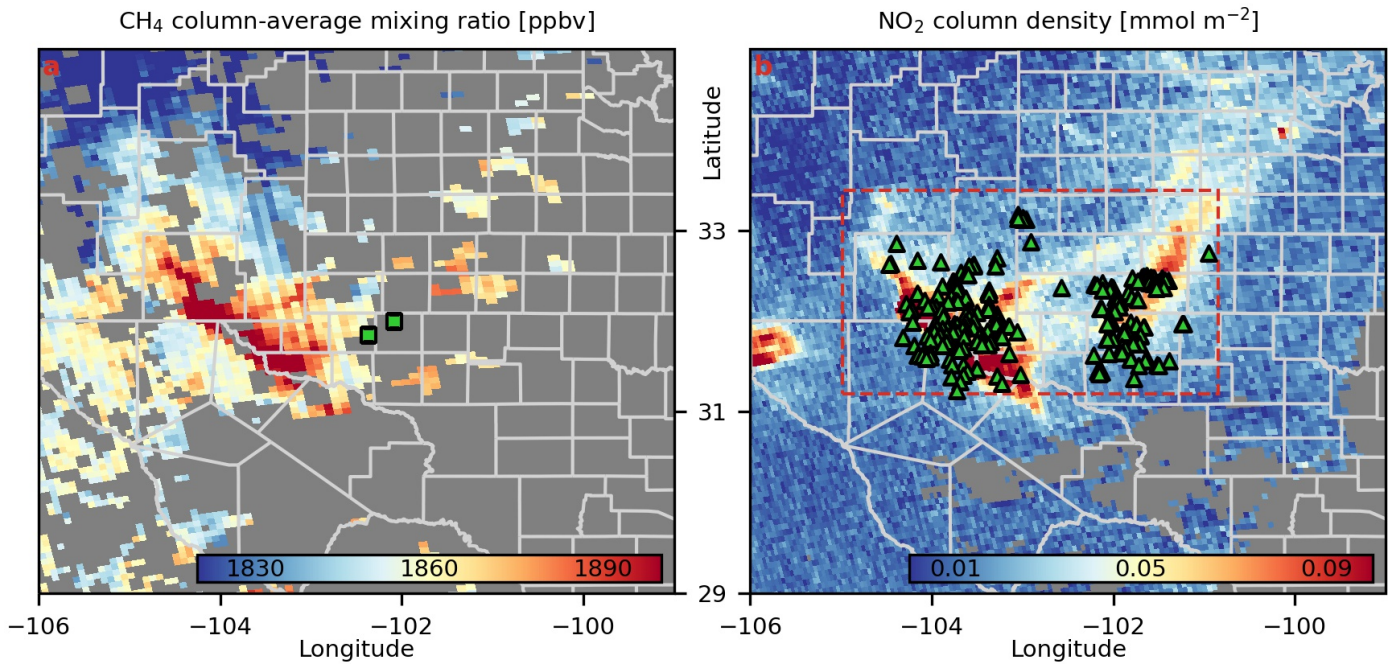 CH₄ column-average mixing ratio [ppbv]
NO₂ column density [mmol m⁻²]
a
b
Latitude
33
31
29
1830 1860 1890
0.01 0.05 0.09
−106 −104 −102 −100
−106 −104 −102 −100
Longitude
Longitude